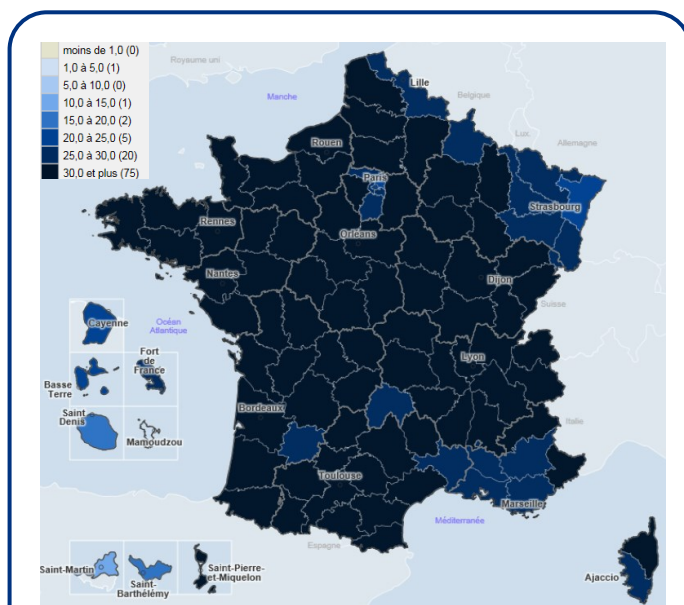 moins de 1,0 (0)
1,0 à 5,0 (1)
5,0 à 10,0 (0)
10,0 à 15,0 (1)
15,0 à 20,0 (2)
20,0 à 25,0 (5)
25,0 à 30,0 (20)
30,0 et plus (75)
Royaume uni
Manche
Lille
Belgique
Lux.
Allemagne
Rouen
Paris
Strasbourg
Rennes
Orléans
Nantes
Dijon
Suisse
Océan
Atlantique
Cayenne
Fort
de
France
Basse
Terre
Lyon
Saint
Denis
Mamoudzou
Bordeaux
Italie
Toulouse
Marseille
Méditerranée
Espagne
Saint-Martin
Saint-
Barthélémy
Saint-Pierre-
et-Miquelon
Ajaccio